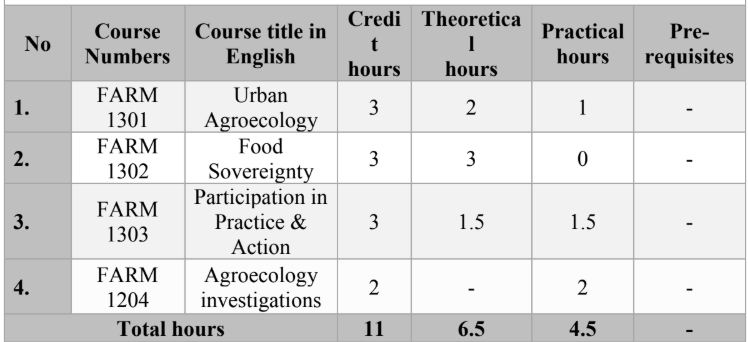 No Course Numbers Course title in English Credi t hours Theoretica l hours Practical hours Pre-requisites
1. FARM 1301 Urban Agroecology 3 2 1 -
2. FARM 1302 Food Sovereignty 3 3 0 -
3. FARM 1303 Participation in Practice & Action 3 1.5 1.5 -
4. FARM 1204 Agroecology investigations 2 - 2 -
Total hours 11 6.5 4.5 -